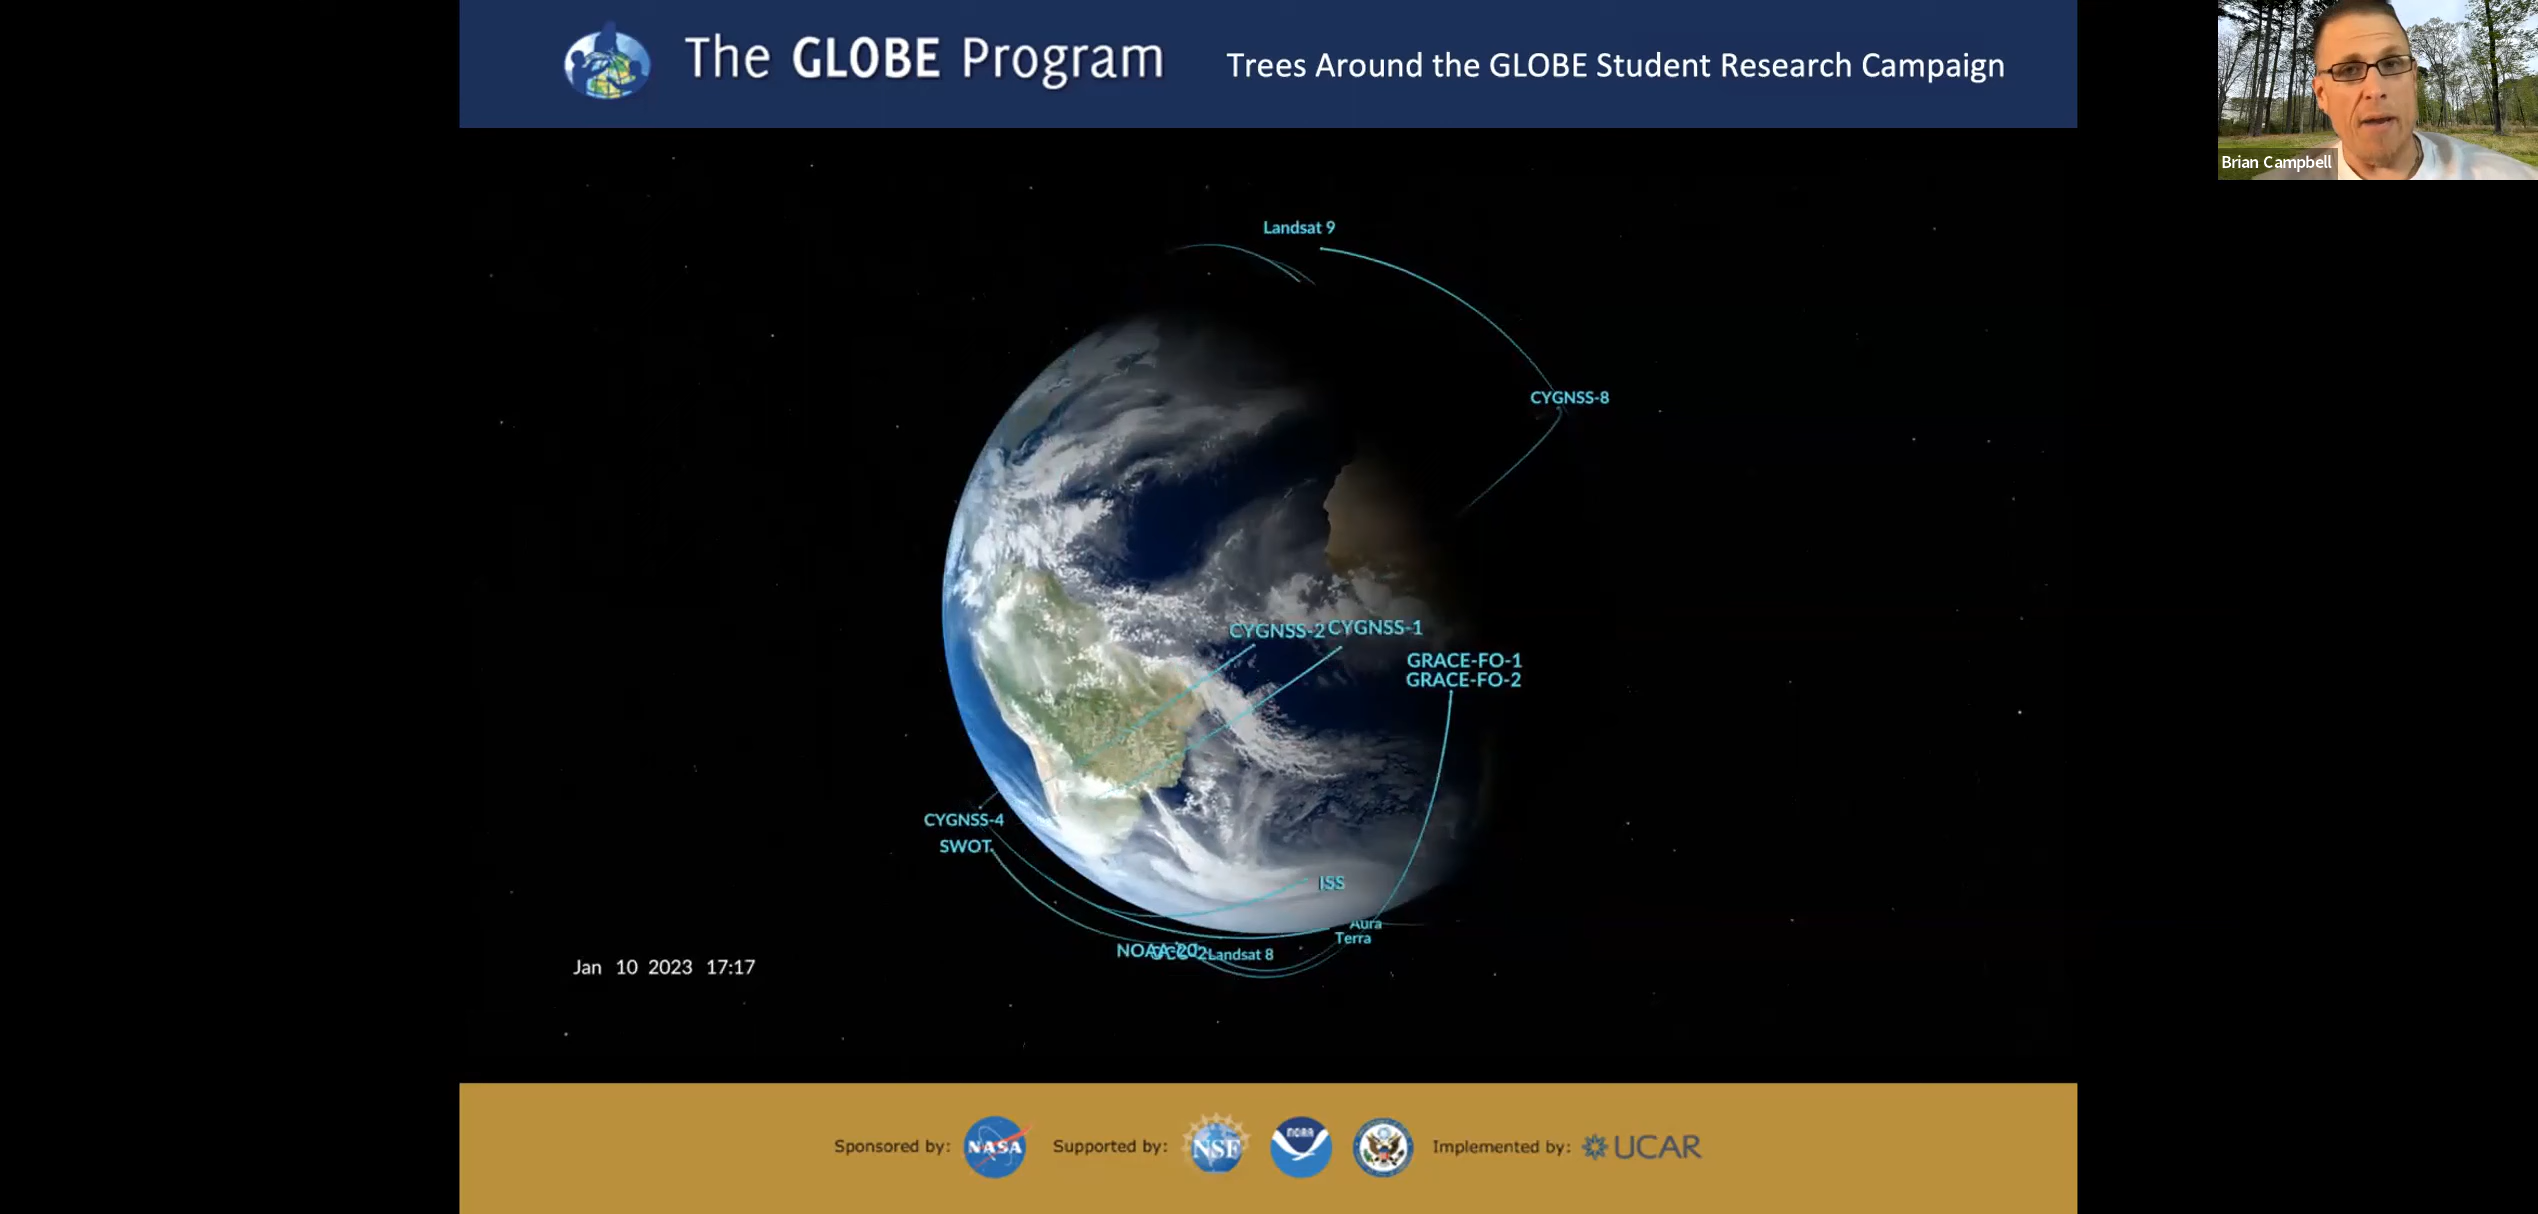 The GLOBE Program
Trees Around the GLOBE Student Research Campaign
Brian Campbell
Landsat 9
CYGNSS-8
CYGNSS-2
CYGNSS-1
GRACE-FO-1
GRACE-FO-2
CYGNSS-4
SWOT
ISS
Aura
Terra
NOAA-20
Landsat 8
Jan 10 2023 17:17
Sponsored by:
NASA
Supported by:
NSF
NOAA
Implemented by:
UCAR